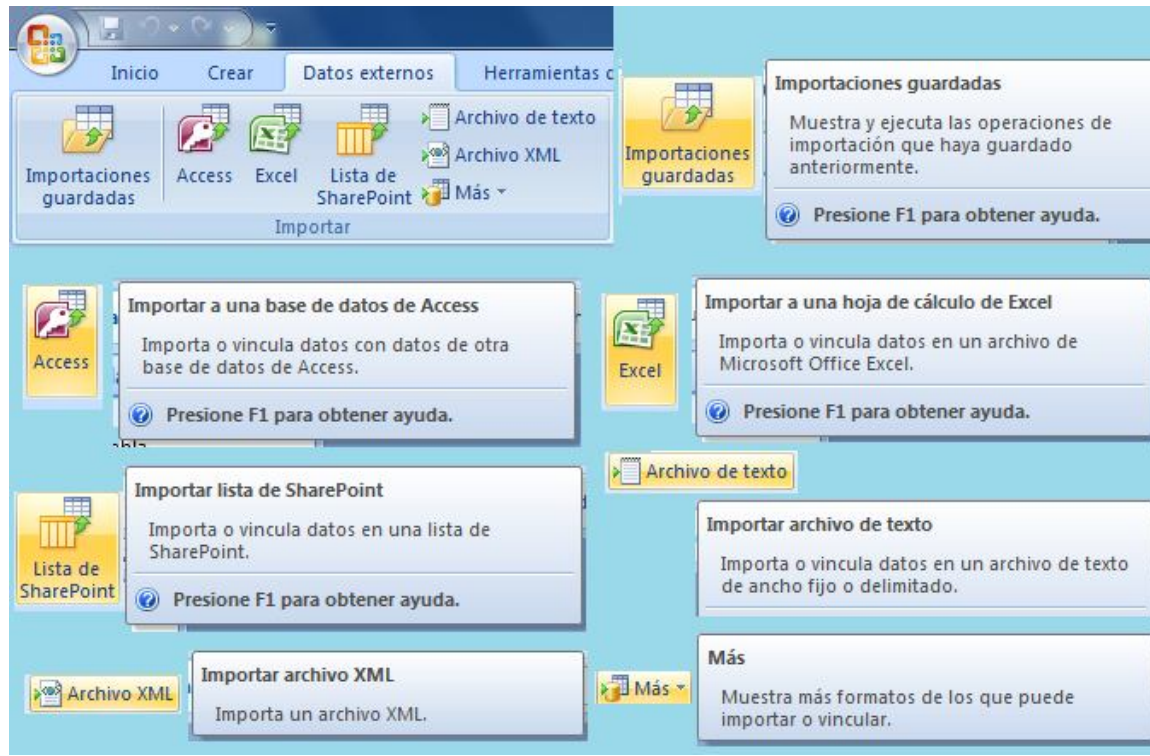 Inicio Crear Datos externos Herramientas c
Importaciones guardadas
Access
Excel
Lista de SharePoint
Archivo de texto
Archivo XML
Más
Importar
Importaciones guardadas
Importaciones guardadas
Muestra y ejecuta las operaciones de
importación que haya guardado
anteriormente.
Presione F1 para obtener ayuda.
Access
Importar a una base de datos de Access
Importa o vincula datos con datos de otra
base de datos de Access.
Presione F1 para obtener ayuda.
Excel
Importar a una hoja de cálculo de Excel
Importa o vincula datos en un archivo de
Microsoft Office Excel.
Presione F1 para obtener ayuda.
Lista de
SharePoint
Importar lista de SharePoint
Importa o vincula datos en una lista de
SharePoint.
Presione F1 para obtener ayuda.
Archivo de texto
Importar archivo de texto
Importa o vincula datos en un archivo de texto
de ancho fijo o delimitado.
Archivo XML
Importar archivo XML
Importa un archivo XML.
Más
Más
Muestra más formatos de los que puede
importar o vincular.